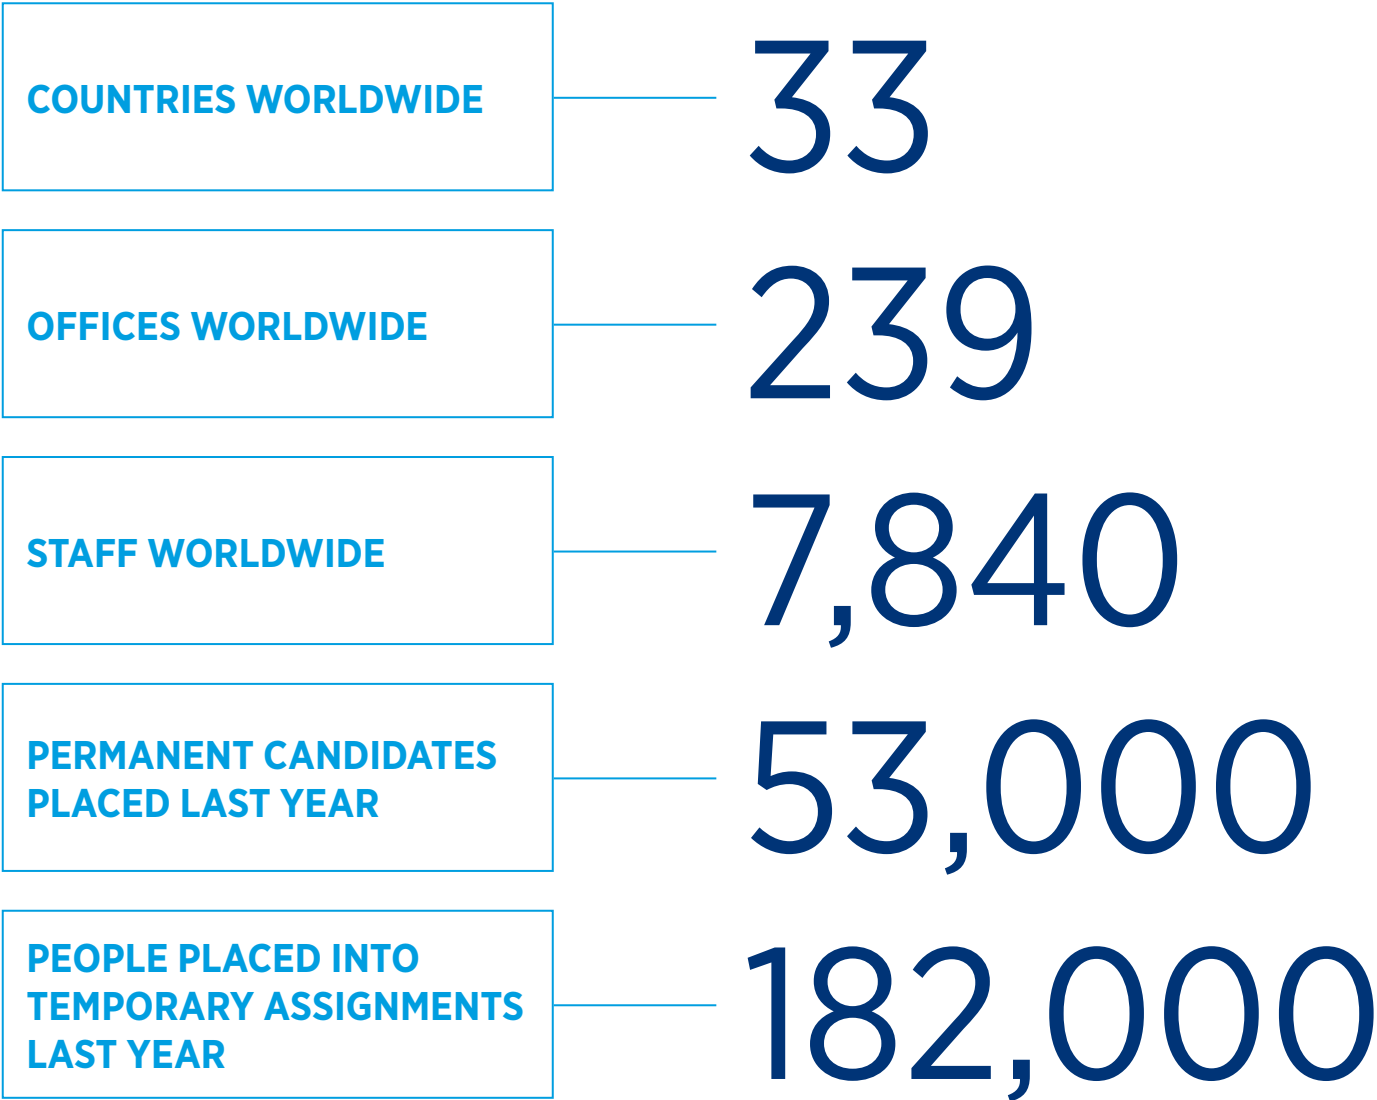 COUNTRIES WORLDWIDE
33
OFFICES WORLDWIDE
239
STAFF WORLDWIDE
7,840
PERMANENT CANDIDATES
PLACED LAST YEAR
53,000
PEOPLE PLACED INTO
TEMPORARY ASSIGNMENTS
LAST YEAR
182,000